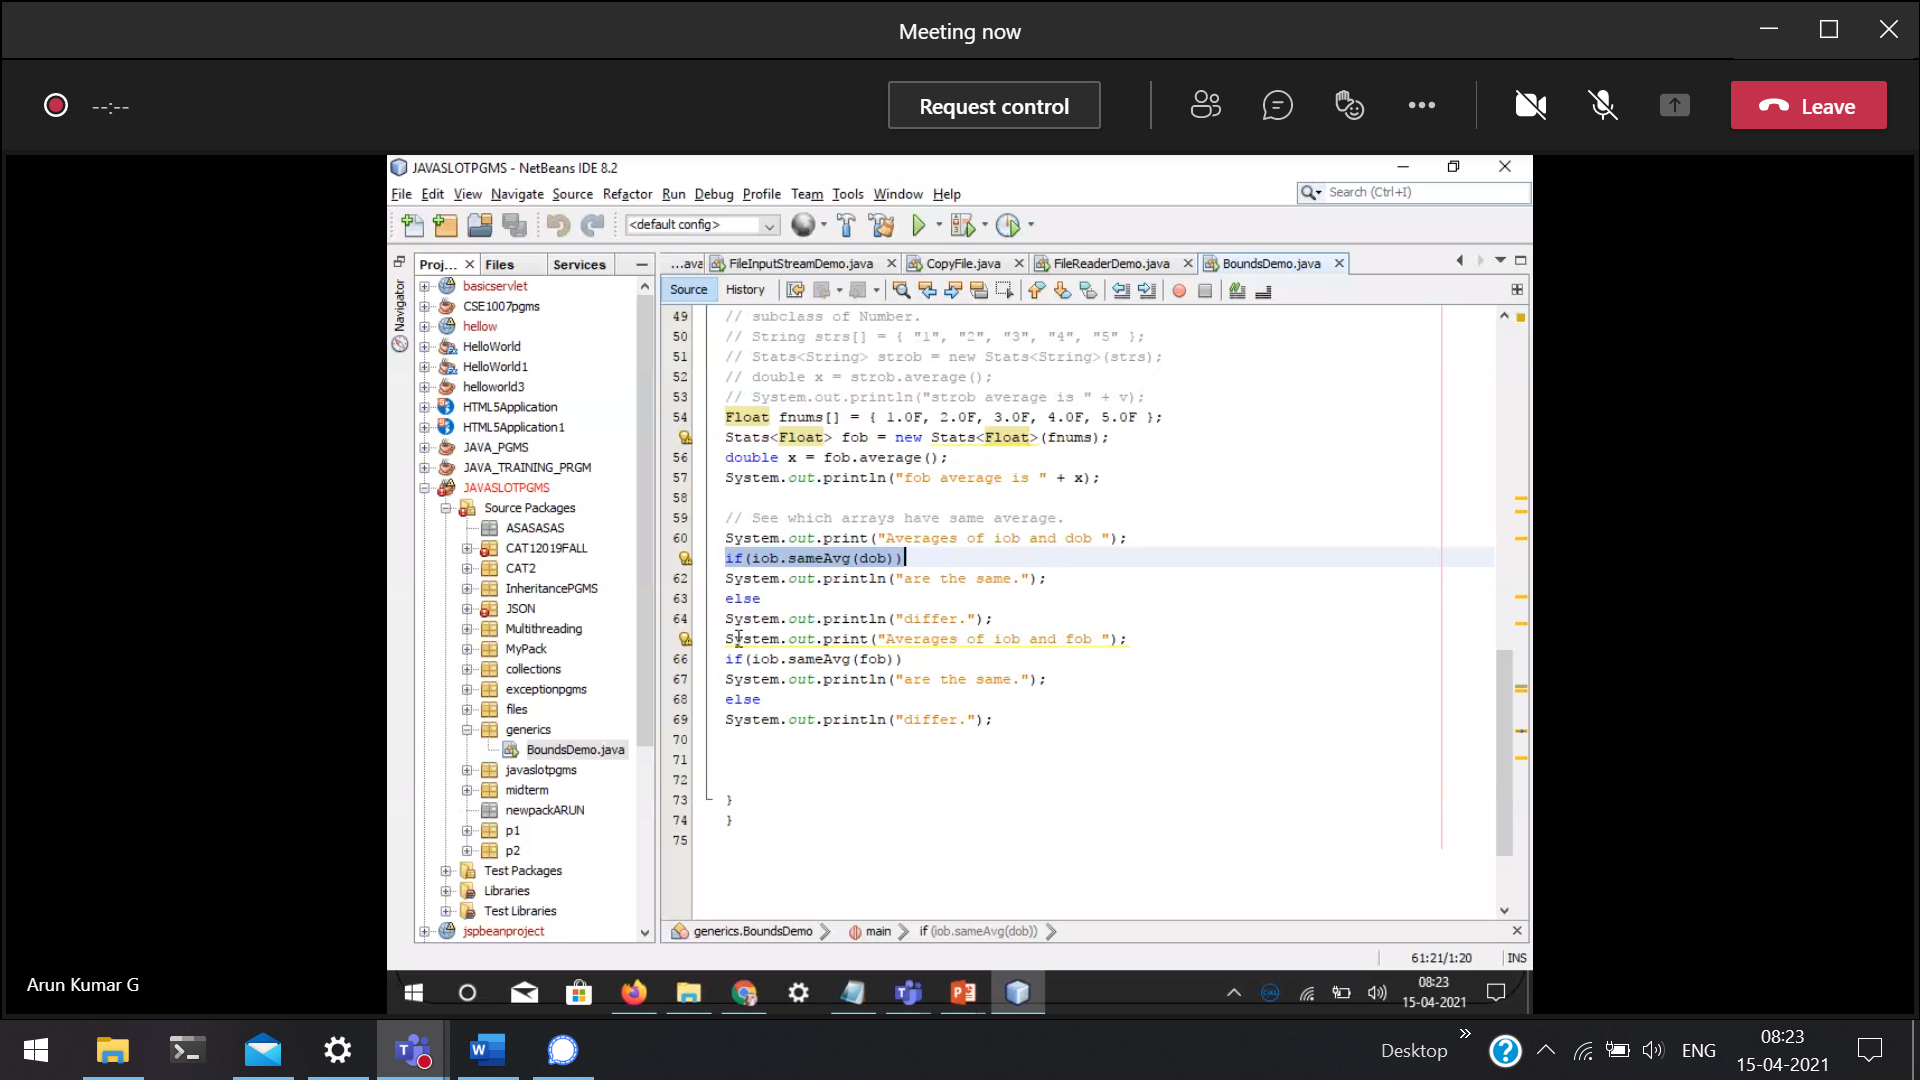 Meeting now
--:--
Request control
Leave
JAVASLOTPGMS - NetBeans IDE 8.2
File Edit View Navigate Source Refactor Run Debug Profile Team Tools Window Help
Search (Ctrl+I)
<default config>
Proj... Files Services
...ava FileInputStreamDemo.java CopyFile.java FileReaderDemo.java BoundsDemo.java
Navigator
Source History
basicservlet
CSE1007pgms
hellow
HelloWorld
HelloWorld1
helloworld3
HTML5Application
HTML5Application1
JAVA_PGMS
JAVA_TRAINING_PRGM
JAVASLOTPGMS
Source Packages
ASASASAS
CAT12019FALL
CAT2
InheritancePGMS
JSON
Multithreading
MyPack
collections
exceptionpgms
files
generics
BoundsDemo.java
javaslotpgms
midterm
newpackARUN
p1
p2
Test Packages
Libraries
Test Libraries
jspbeanproject
49 // subclass of Number.
50 // String strs[] = { "1", "2", "3", "4", "5" };
51 // Stats<String> strob = new Stats<String>(strs);
52 // double x = strob.average();
53 // System.out.println("strob average is " + v);
54 Float fnums[] = { 1.0F, 2.0F, 3.0F, 4.0F, 5.0F };
Stats<Float> fob = new Stats<Float>(fnums);
56 double x = fob.average();
57 System.out.println("fob average is " + x);
58
59 // See which arrays have same average.
60 System.out.print("Averages of iob and dob ");
if(iob.sameAvg(dob))
62 System.out.println("are the same.");
63 else
64 System.out.println("differ.");
System.out.print("Averages of iob and fob ");
66 if(iob.sameAvg(fob))
67 System.out.println("are the same.");
68 else
69 System.out.println("differ.");
70
71
72
73 }
74 }
75
generics.BoundsDemo main if (iob.sameAvg(dob))
61:21/1:20 INS
Arun Kumar G
08:23
15-04-2021
Desktop
ENG
08:23
15-04-2021